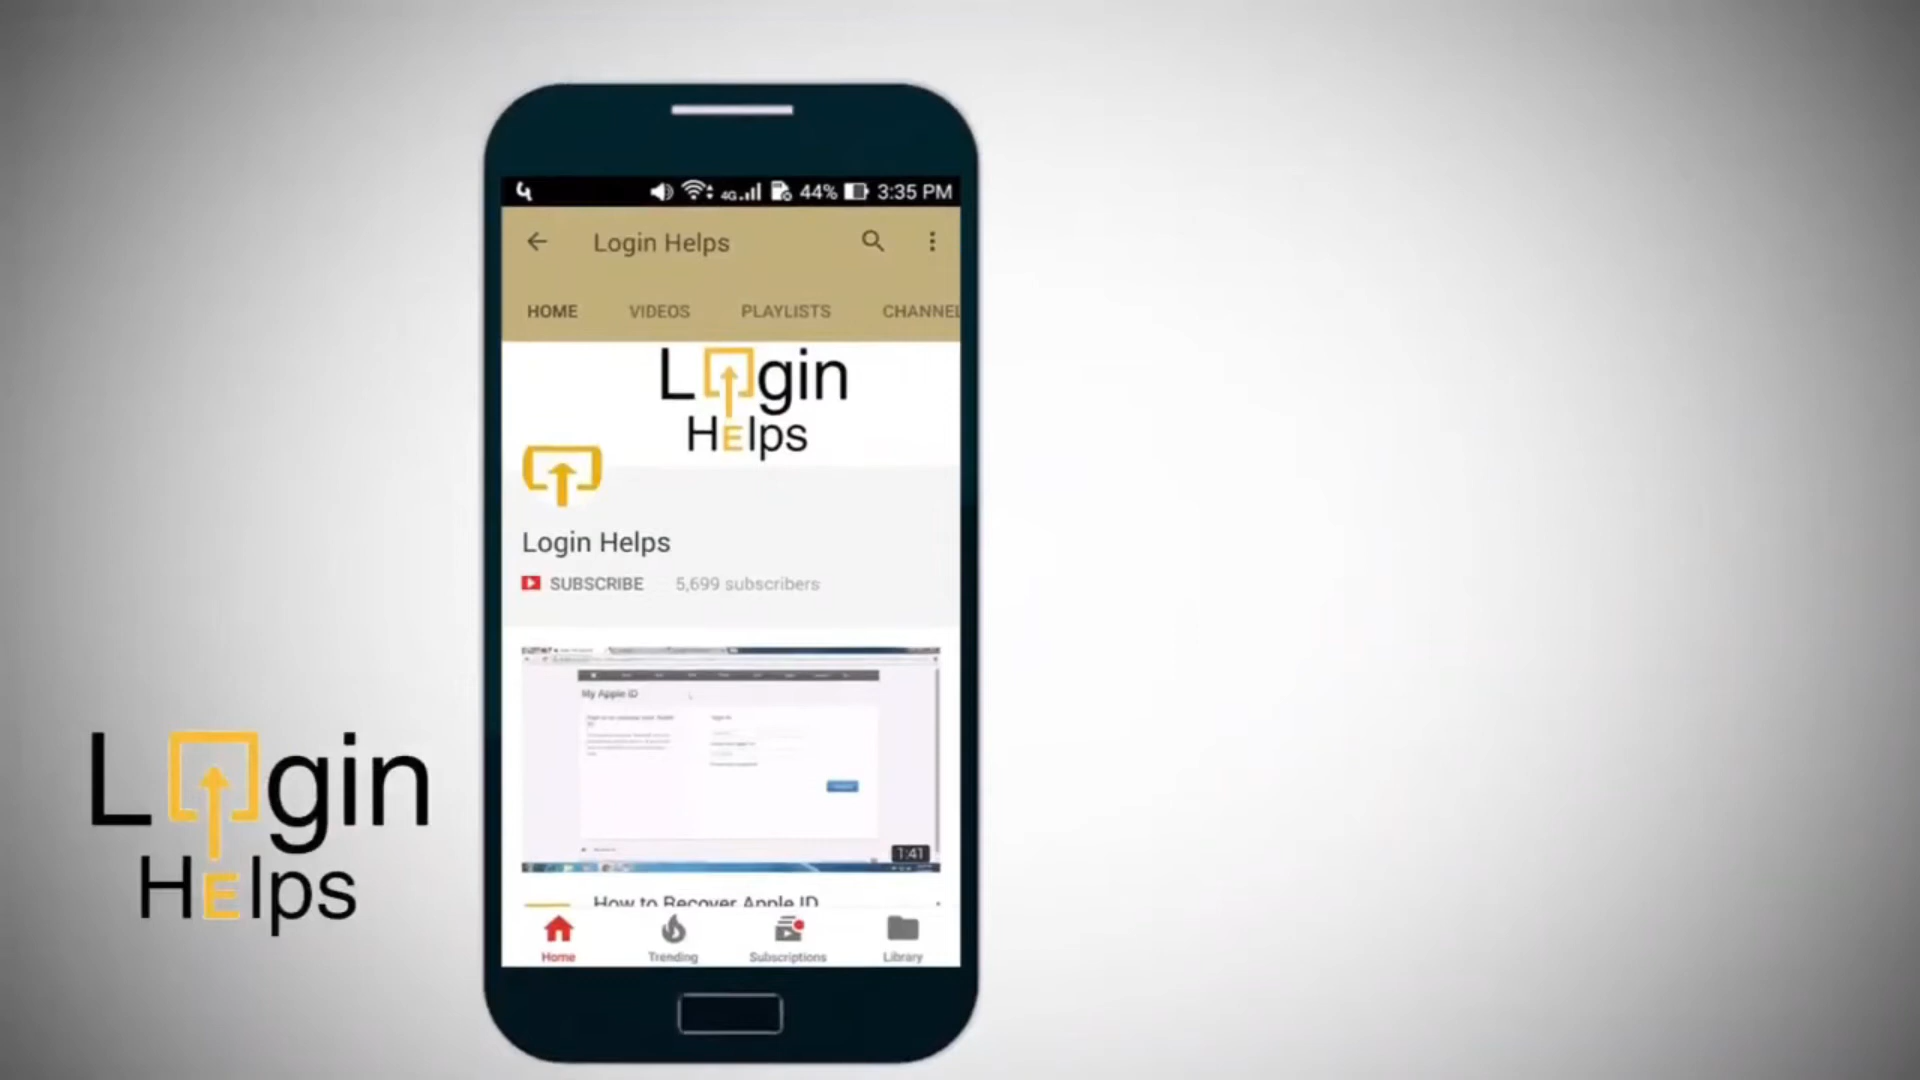 4G 44% 3:35 PM
Login Helps
HOME VIDEOS PLAYLISTS CHANNEL
Login
HElps
Login Helps
SUBSCRIBE 5,699 subscribers
My Apple ID
1:41
How to Recover Apple ID
Home Trending Subscriptions Library
Login
HElps